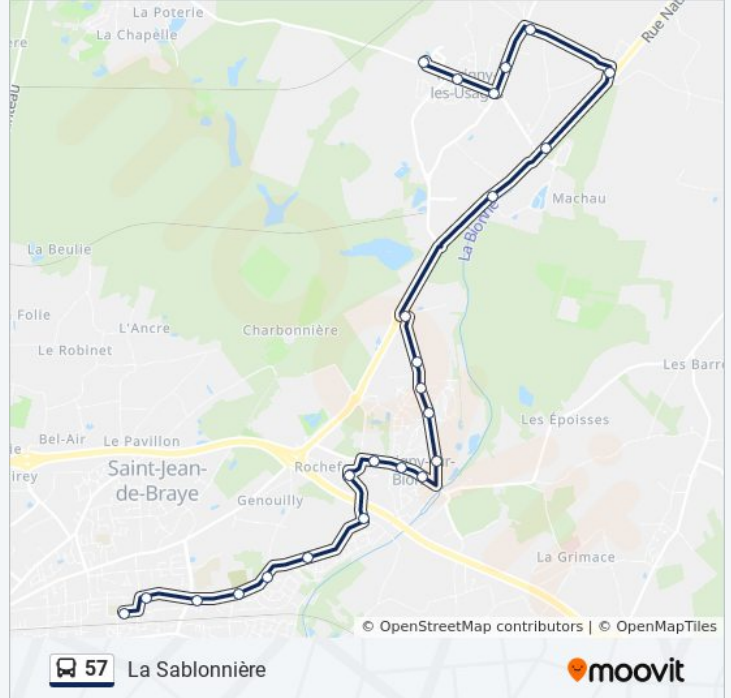 La Poterie
La Chapelle
Rue Nat
les-Usag
Machau
La Bionne
La Beulie
Folie
L'Ancre
Charbonnière
Le Robinet
Les Barre
Les Époisses
Bel-Air
Le Pavillon
Saint-Jean-
de-Braye
Rochef
Genouilly
La Grimace
© OpenStreetMap contributors | © OpenMapTiles
57 La Sablonnière
moovit